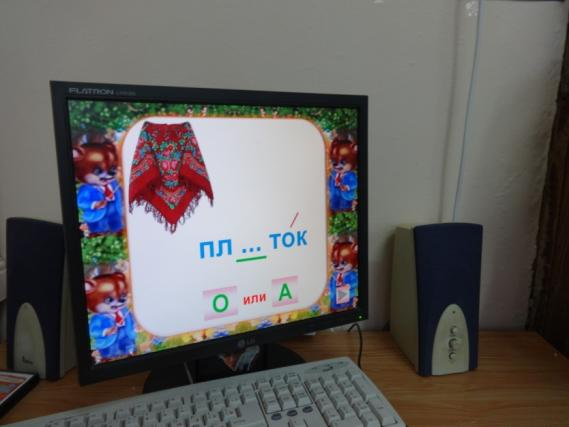 FLATRON
пл ... ток
О или А
LG